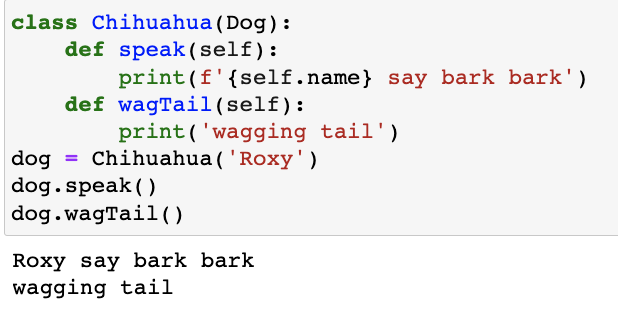 class Chihuahua(Dog):
    def speak(self):
        print(f'{self.name} say bark bark')
    def wagTail(self):
        print('wagging tail')
dog = Chihuahua('Roxy')
dog.speak()
dog.wagTail()
Roxy say bark bark
wagging tail